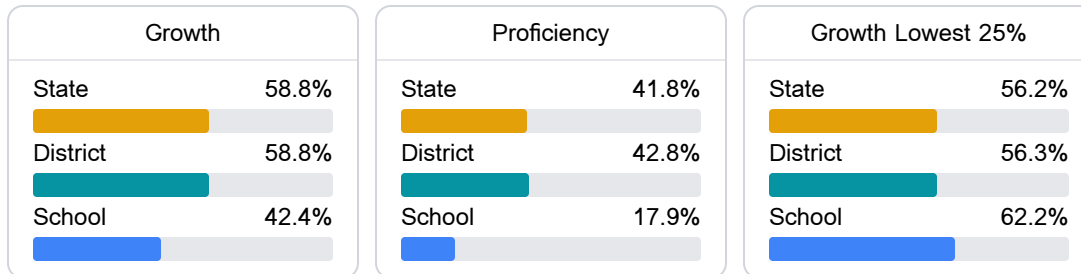 Growth
State 58.8%
District 58.8%
School 42.4%
Proficiency
State 41.8%
District 42.8%
School 17.9%
Growth Lowest 25%
State 56.2%
District 56.3%
School 62.2%